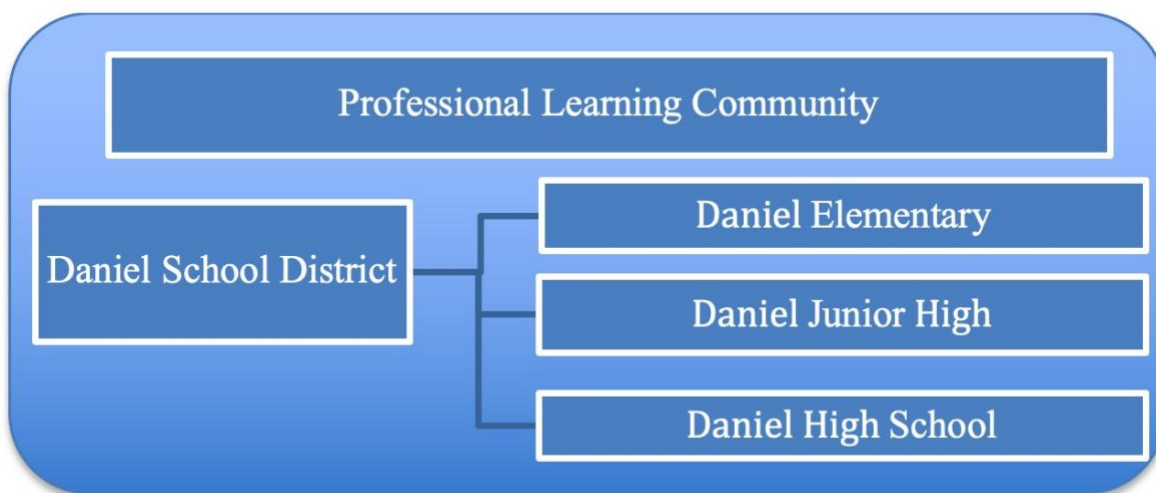 Professional Learning Community
Daniel School District
Daniel Elementary
Daniel Junior High
Daniel High School